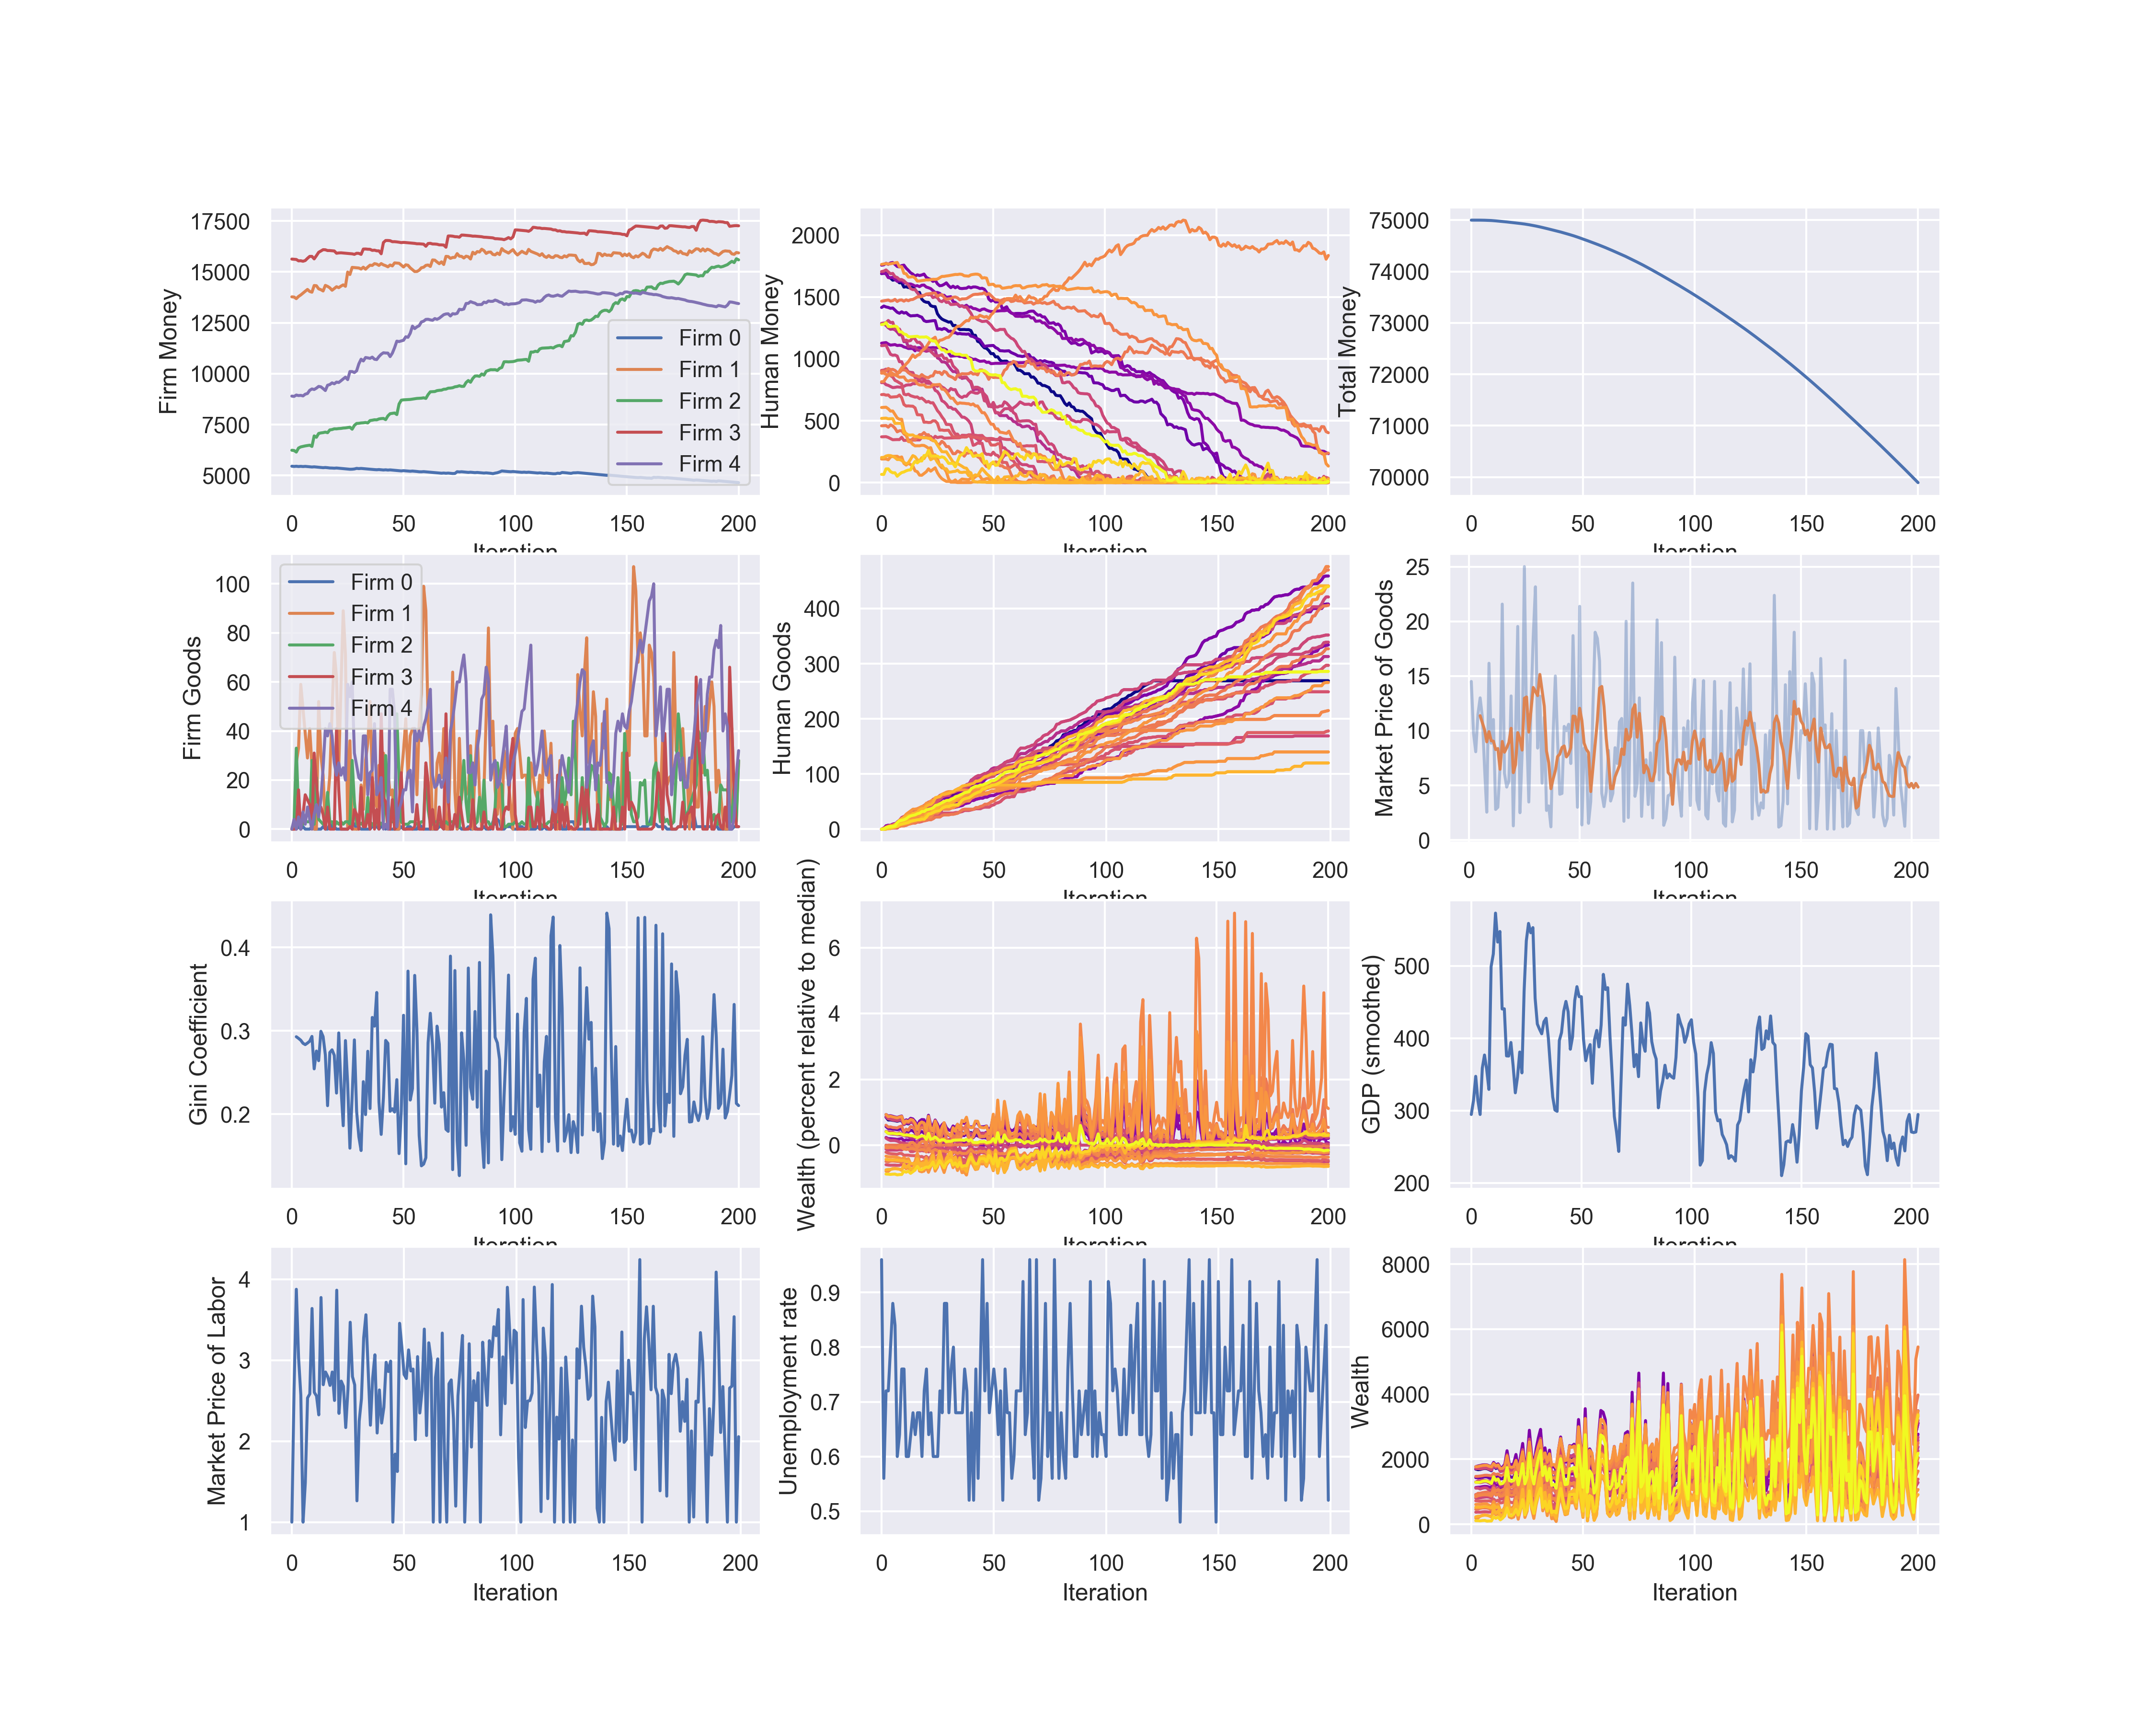 Firm Money
17500
15000
12500
10000
7500
5000
Firm 0
Firm 1
Firm 2
Firm 3
Firm 4
0 50 100 150 200
Iteration
Human Money
2000
1500
1000
500
0
0 50 100 150 200
Iteration
Total Money
75000
74000
73000
72000
71000
70000
0 50 100 150 200
Iteration
Firm Goods
100
80
60
40
20
0
Firm 0
Firm 1
Firm 2
Firm 3
Firm 4
0 50 100 150 200
Iteration
Human Goods
400
300
200
100
0
0 50 100 150 200
Iteration
Market Price of Goods
25
20
15
10
5
0
0 50 100 150 200
Iteration
Gini Coefficient
0.4
0.3
0.2
0 50 100 150 200
Iteration
Wealth (percent relative to median)
6
4
2
0
0 50 100 150 200
Iteration
GDP (smoothed)
500
400
300
200
0 50 100 150 200
Iteration
Market Price of Labor
4
3
2
1
0 50 100 150 200
Iteration
Unemployment rate
0.9
0.8
0.7
0.6
0.5
0 50 100 150 200
Iteration
Wealth
8000
6000
4000
2000
0
0 50 100 150 200
Iteration